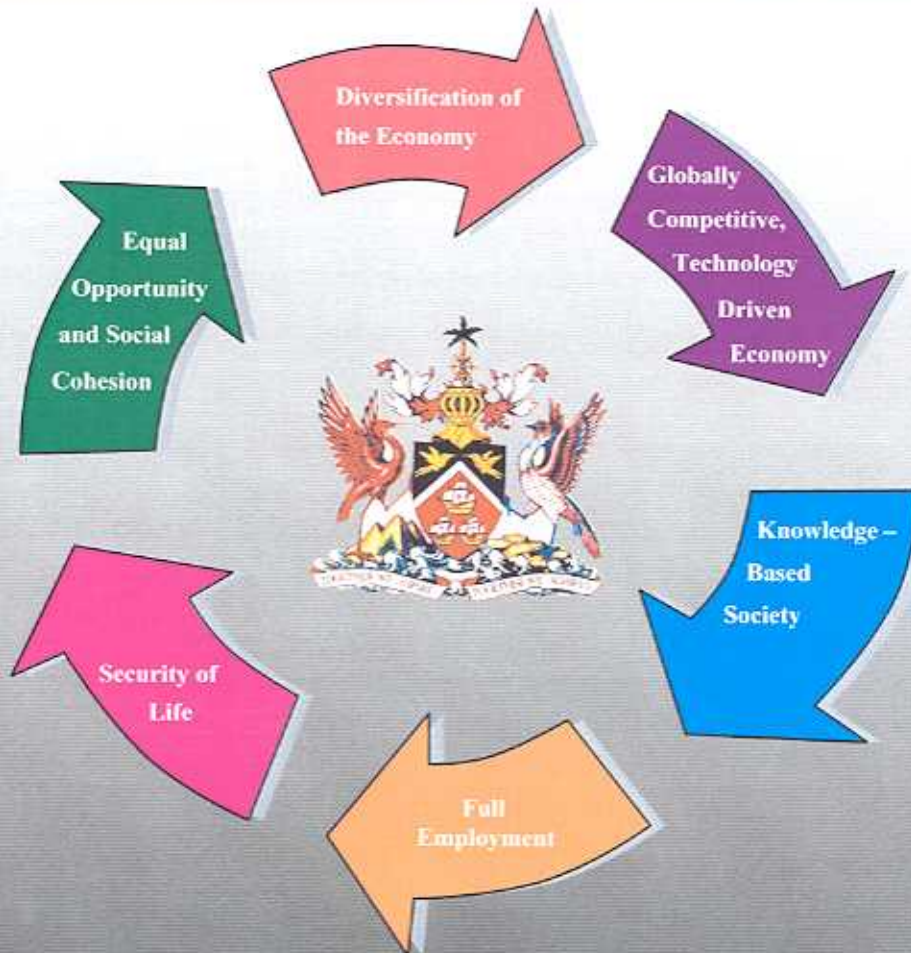 Diversification of
the Economy
Globally
Competitive,
Technology
Driven
Economy
Knowledge –
Based
Society
Full
Employment
Security of
Life
Equal
Opportunity
and Social
Cohesion